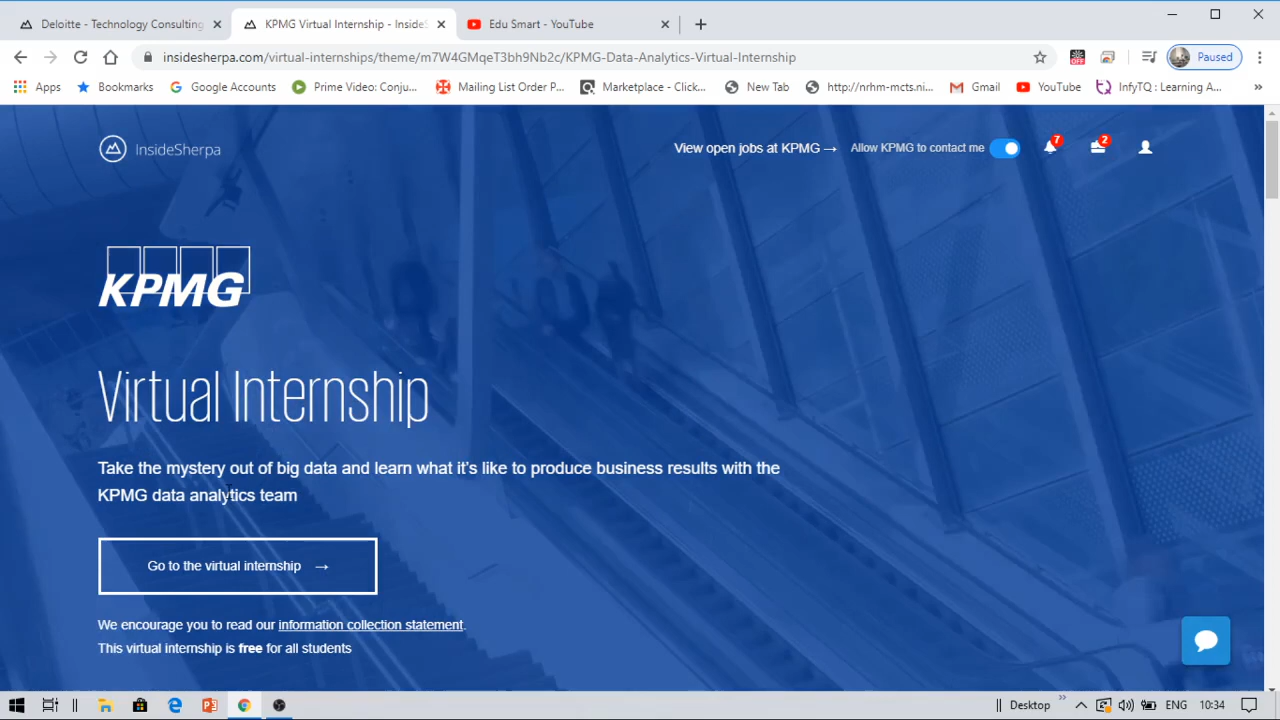 Deloitte - Technology Consulting
KPMG Virtual Internship - InsideS
Edu Smart - YouTube
insidesherpa.com/virtual-internships/theme/m7W4GMqeT3bh9Nb2c/KPMG-Data-Analytics-Virtual-Internship
OFF
Paused
Apps
Bookmarks
Google Accounts
Prime Video: Conju...
Mailing List Order P...
Marketplace - Click...
New Tab
http://nrhm-mcts.ni...
Gmail
YouTube
InfyTQ : Learning A...
»
InsideSherpa
View open jobs at KPMG →
Allow KPMG to contact me
7
2
KPMG
Virtual Internship
Take the mystery out of big data and learn what it's like to produce business results with the
KPMG data analytics team
Go to the virtual internship →
We encourage you to read our information collection statement.
This virtual internship is free for all students
Desktop
»
ENG
10:34